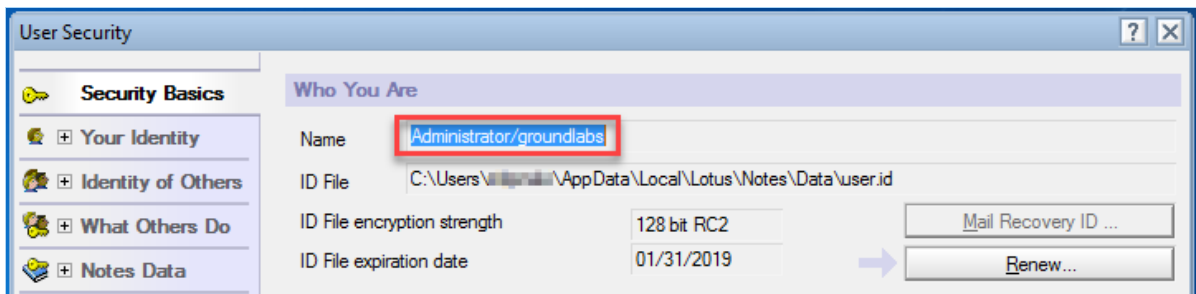 User Security
?
Security Basics
Your Identity
Identity of Others
What Others Do
Notes Data
Who You Are
Name Administrator/groundlabs
ID File C:\Users\ \AppData\Local\Lotus\Notes\Data\user.id
ID File encryption strength 128 bit RC2 Mail Recovery ID ...
ID File expiration date 01/31/2019 Renew...